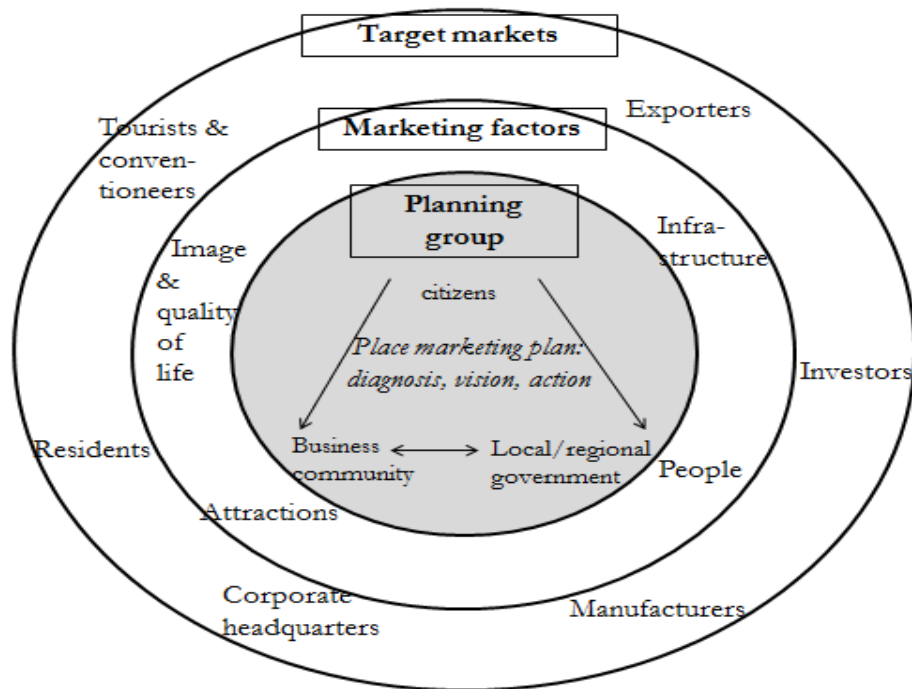 Target markets
Exporters
Tourists &
conven-
tioneers
Marketing factors
Planning
group
Infra-
structure
Image
&
quality
of
life
citizens
Place marketing plan:
diagnosis, vision, action
Investors
Residents
Business
community
Local/regional
government
People
Attractions
Corporate
headquarters
Manufacturers